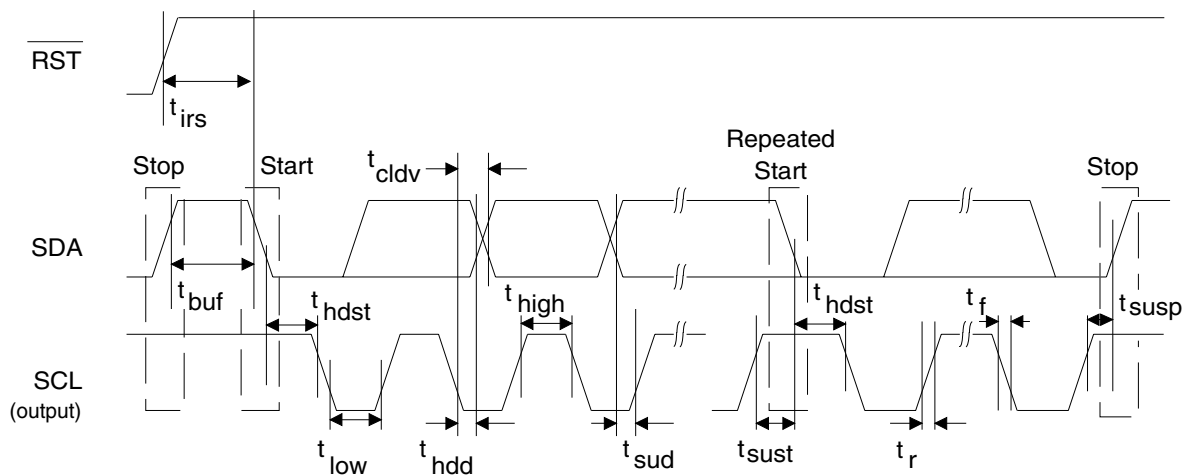 RST
t irs
Repeated
Stop
Start
t cldv
Start
Stop
SDA
t buf
t hdst
t high
t hdst
t f
t susp
SCL
(output)
t low
t hdd
t sud
t sust
t r